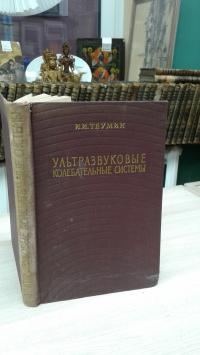 И.И.ТЕУМИН
УЛЬТРАЗВУКОВЫЕ
КОЛЕБАТЕЛЬНЫЕ СИСТЕМЫ